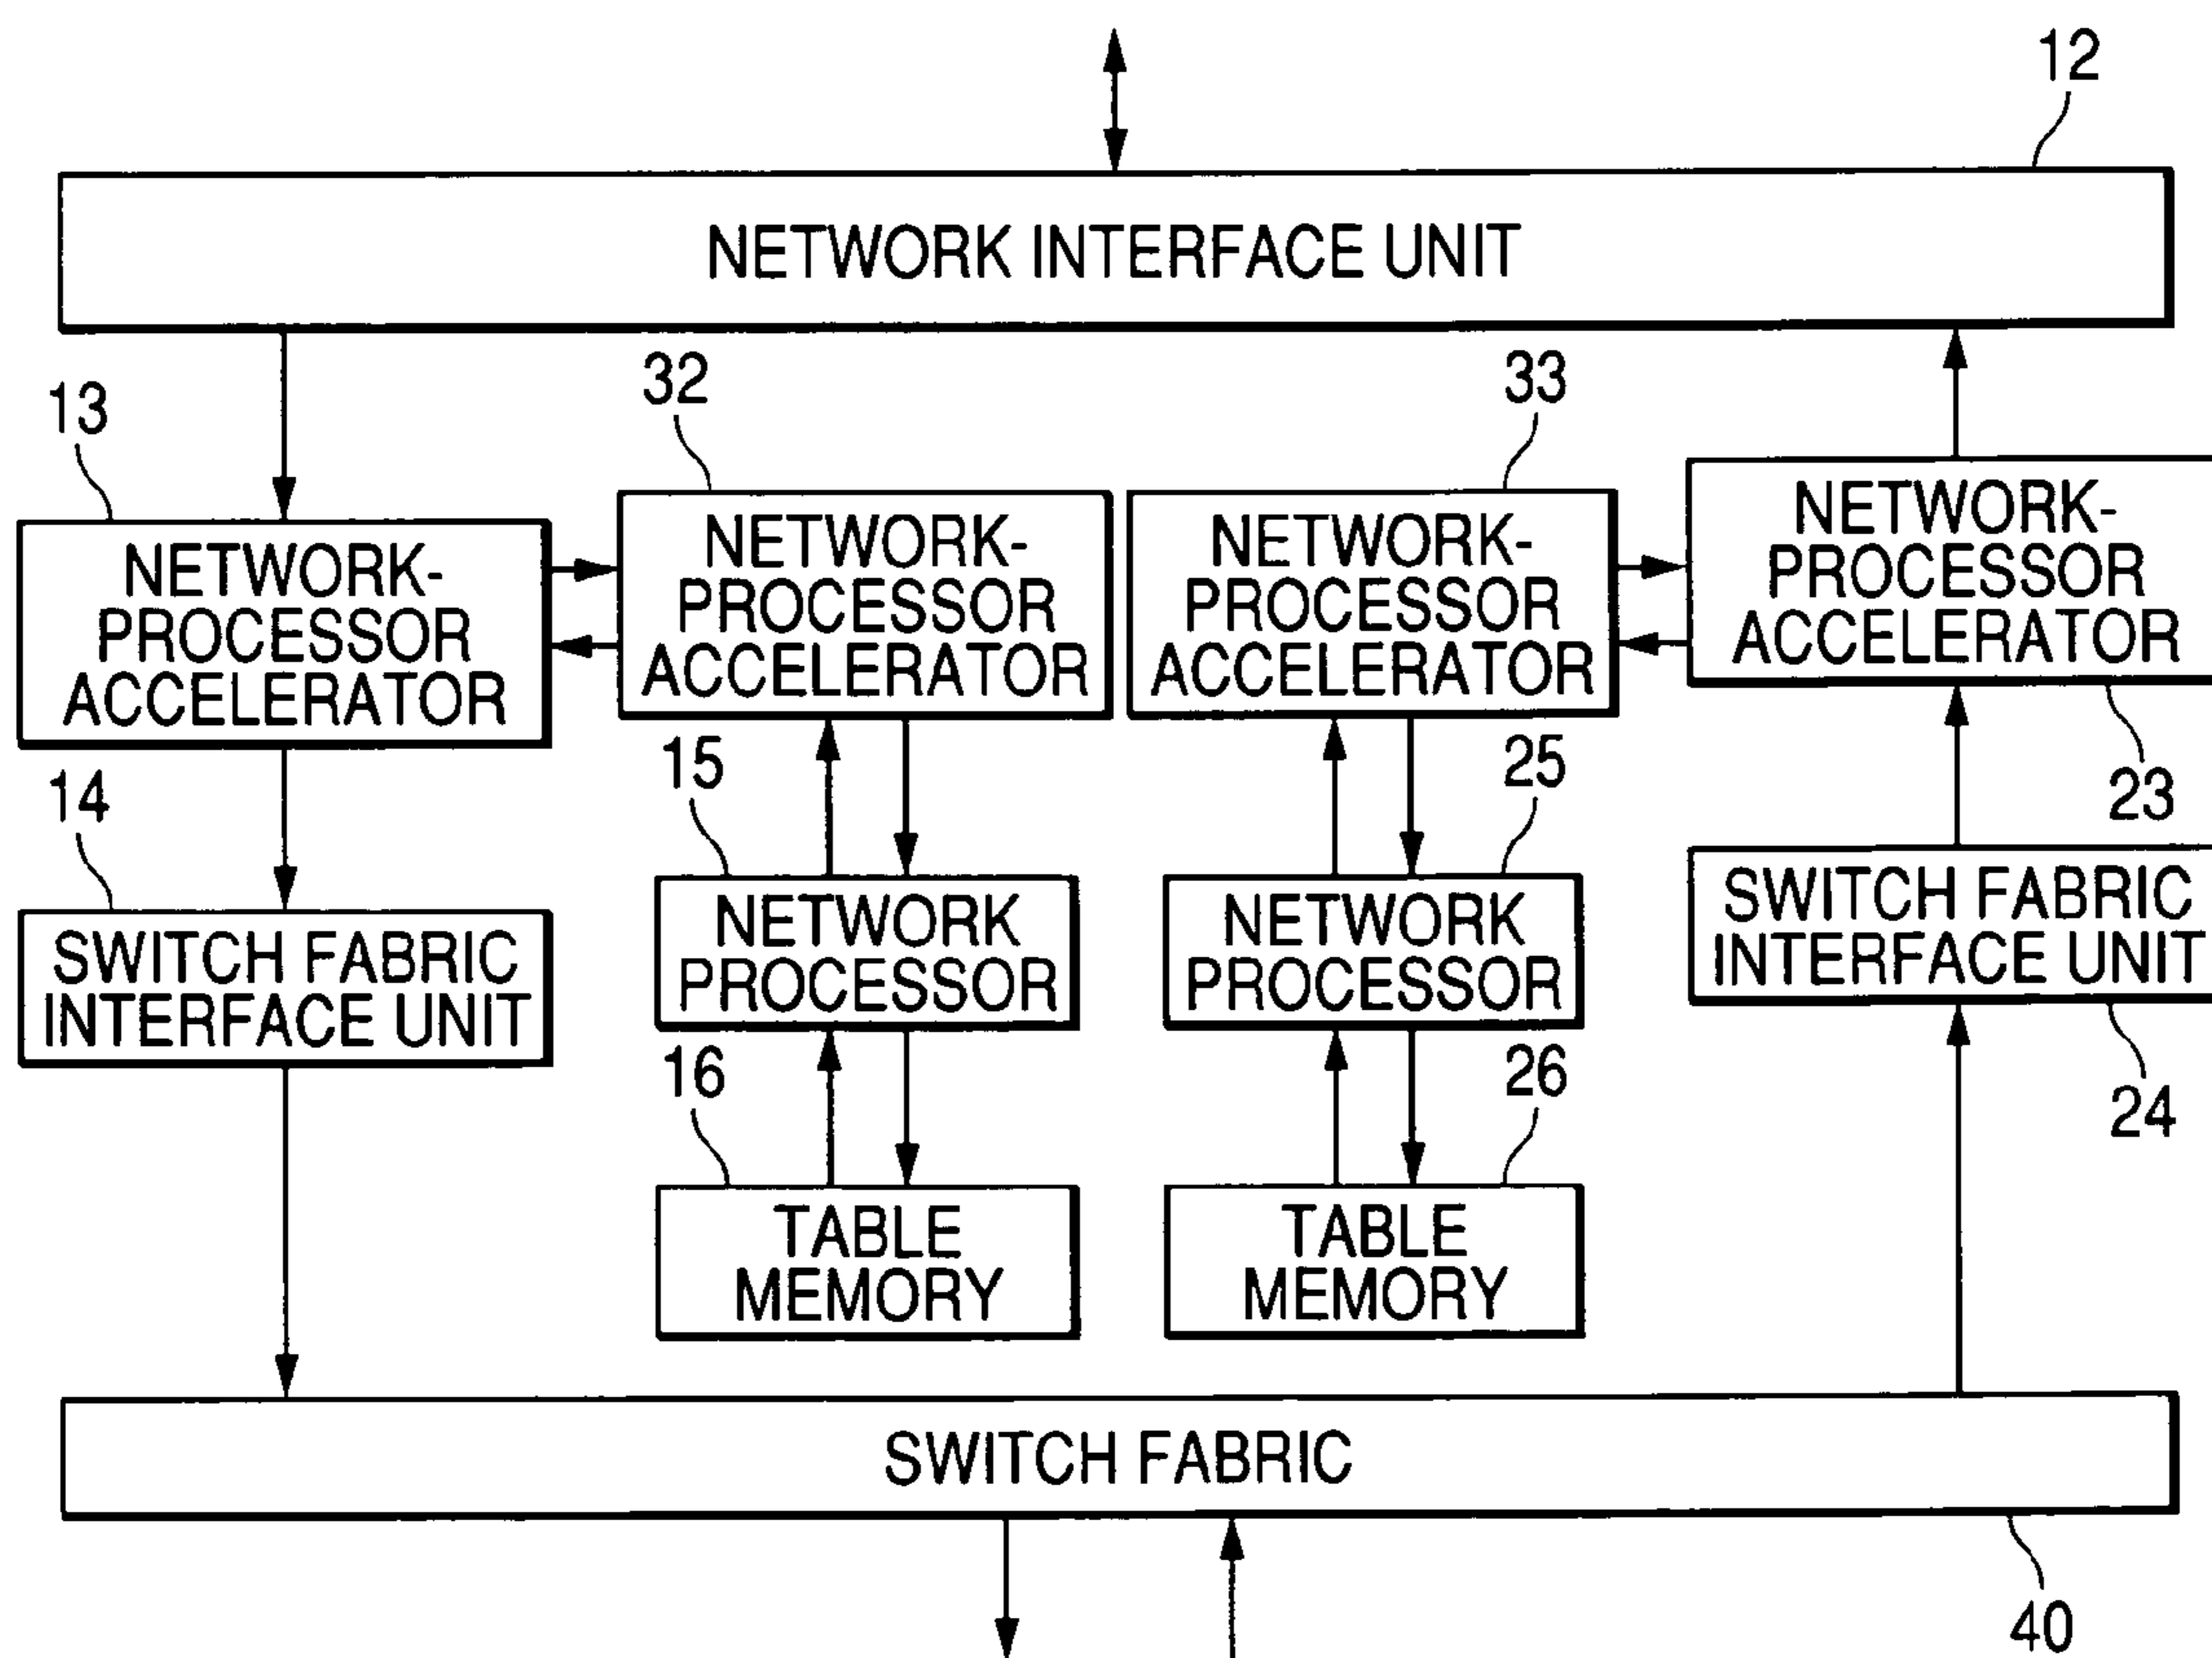 12
NETWORK INTERFACE UNIT
13
32
33
NETWORK-
PROCESSOR
ACCELERATOR
NETWORK-
PROCESSOR
ACCELERATOR
NETWORK-
PROCESSOR
ACCELERATOR
NETWORK-
PROCESSOR
ACCELERATOR
14
15
25
23
SWITCH FABRIC
INTERFACE UNIT
NETWORK
PROCESSOR
NETWORK
PROCESSOR
SWITCH FABRIC
INTERFACE UNIT
16
26
24
TABLE
MEMORY
TABLE
MEMORY
SWITCH FABRIC
40